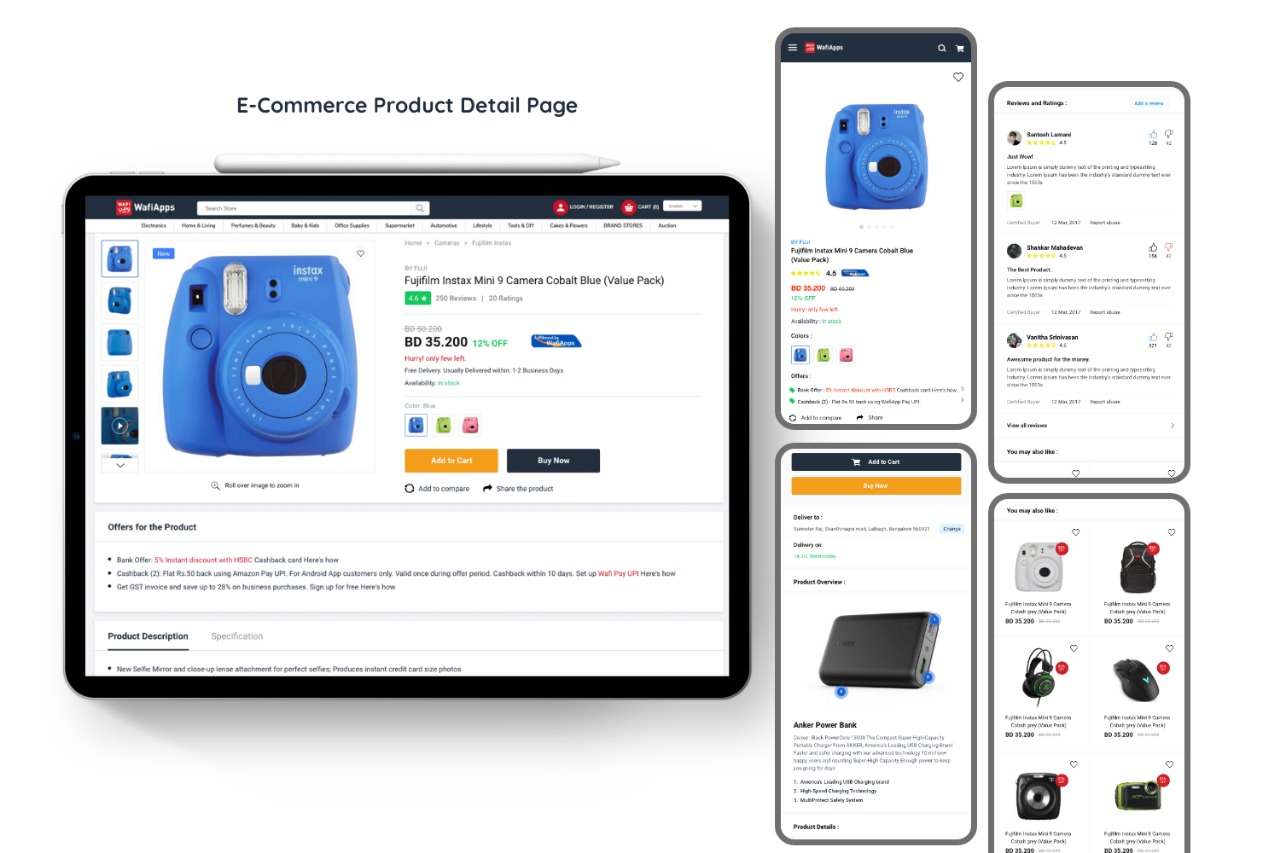 E-Commerce Product Detail Page
WAFI
WafiApps
Search Store
LOGIN / REGISTER
CART (0)
English
Electronics
Home & Living
Perfumes & Beauty
Baby & Kids
Office Supplies
Supermarket
Automotive
Lifestyle
Tools & DIY
Cakes & Flowers
BRAND STORES
Auction
New
instax
mini 9
Roll over image to zoom in
Home > Cameras > Fujifilm Instax
BY FUJI
Fujifilm Instax Mini 9 Camera Cobalt Blue (Value Pack)
4.6 ★ 250 Reviews | 20 Ratings
BD 50.200
BD 35.200 12% OFF
WafiApps
Hurry! only few left.
Free Delivery. Usually Delivered within: 1-2 Business Days
Availability: In stock
Color: Blue
Add to Cart
Buy Now
Add to compare
Share the product
Offers for the Product
• Bank Offer: 5% Instant discount with HSBC Cashback card Here's how
• Cashback (2): Flat Rs.50 back using Amazon Pay UPI. For Android App customers only. Valid once during offer period. Cashback within 10 days. Set up Wafi Pay UPI Here's how
• Get GST invoice and save up to 28% on business purchases. Sign up for free Here's how
Product Description
Specification
• New Selfie Mirror and close-up lense attachment for perfect selfies; Produces instant credit card size photos
WafiApps
instax
BY FUJI
Fujifilm Instax Mini 9 Camera Cobalt Blue
(Value Pack)
4.5
BD 35.200 BD 40.200
12% OFF
Hurry! only few left
Availability : In stock
Colors :
Offers :
Bank Offer : 5% Instant discount with HSBC Cashback card Here's how.
Cashback (2) : Flat Rs.50 back using WafiApp Pay UPI .
Add to compare
Share
Add to Cart
Buy Now
Deliver to :
Surender Raj, Shanthinagra road, Lalbagh, Bangalore 560021
Change
Delivery on:
14 Jul, Wednesday
Product Overview :
Anker Power Bank
Colour: Black PowerCore 13000 The Compact Super-High-Capacity
Portable Charger From ANKER, America's Leading USB Charging Brand
Faster and safer charging with our advanced technology 10 million+
happy users and counting Super-High Capacity Enough power to keep
you going for days
1. America's Leading USB Charging brand
2. High-Speed Charging Technology
3. MultiProtect Safety System
Product Details :
Reviews and Ratings :
Add a review
Santosh Lamani
4.5
128
42
Just Wow!
Lorem Ipsum is simply dummy text of the printing and typesetting
industry. Lorem Ipsum has been the industry's standard dummy text ever
since the 1500s
Certified Buyer 12 Mar, 2017 Report abuse
Shankar Mahadevan
4.5
156
42
The Best Product.
Lorem Ipsum is simply dummy text of the printing and typesetting
industry. Lorem Ipsum has been the industry's standard dummy text ever
since the 1500s
Certified Buyer 12 Mar, 2017 Report abuse
Vanitha Srinivasan
4.5
321
42
Awesome product for the money.
Lorem Ipsum is simply dummy text of the printing and typesetting
industry. Lorem Ipsum has been the industry's standard dummy text ever
since the 1500s
Certified Buyer 12 Mar, 2017 Report abuse
View all reviews
You may also like :
You may also like :
Fujifilm Instax Mini 9 Camera
Cobalt grey (Value Pack)
BD 35.200
Fujifilm Instax Mini 9 Camera
Cobalt grey (Value Pack)
BD 35.200
Fujifilm Instax Mini 9 Camera
Cobalt grey (Value Pack)
BD 35.200
Fujifilm Instax Mini 9 Camera
Cobalt grey (Value Pack)
BD 35.200
Fujifilm Instax Mini 9 Camera
Cobalt grey (Value Pack)
BD 35.200
Fujifilm Instax Mini 9 Camera
Cobalt grey (Value Pack)
BD 35.200